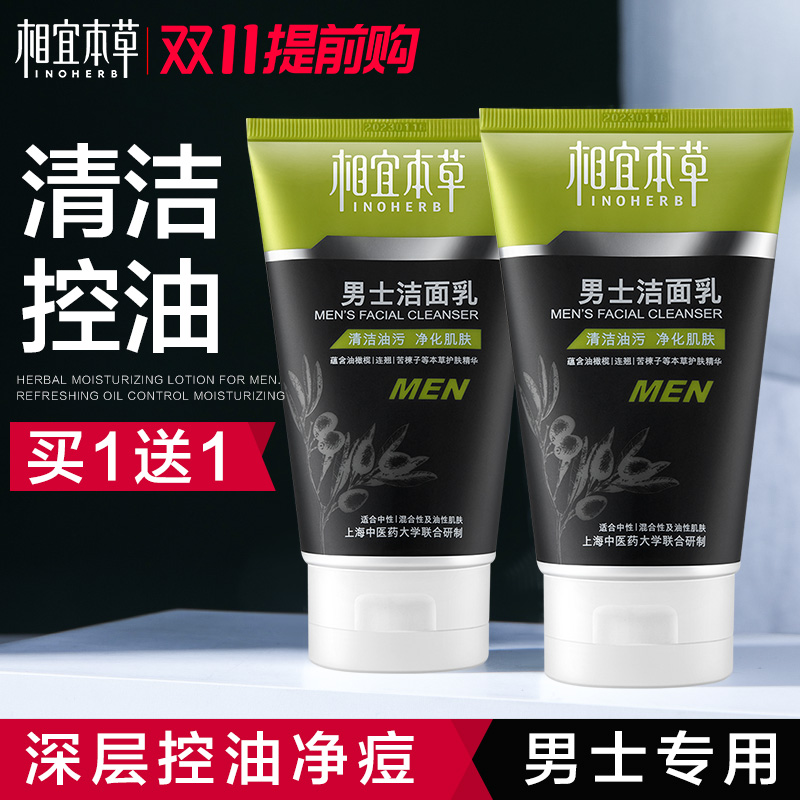 相宜本草
INOHERB
双11提前购
清洁
控油
HERBAL MOISTURIZING LOTION FOR MEN.
REFRESHING OIL CONTROL MOISTURIZING
买1送1
20230116
相宜本草
INOHERB
男士洁面乳
MEN'S FACIAL CLEANSER
清洁油污 净化肌肤
蕴含油橄榄|连翘|苦楝子等本草护肤精华
MEN
适合中性|混合性及油性肌肤
上海中医药大学联合研制
20230116
相宜本草
INOHERB
男士洁面乳
MEN'S FACIAL CLEANSER
清洁油污 净化肌肤
蕴含油橄榄|连翘|苦楝子等本草护肤精华
MEN
适合中性|混合性及油性肌肤
上海中医药大学联合研制
深层控油净痘
男士专用